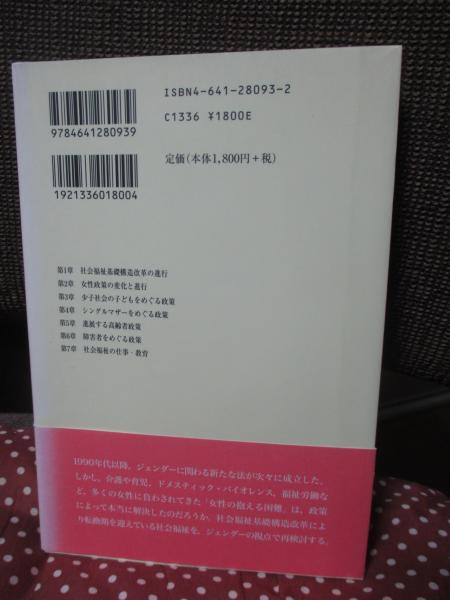 ISBN4-641-28093-2
C1336 ¥1800E
9784641280939
定価(本体1,800円+税)
1921336018004
第1章 社会福祉基礎構造改革の進行
第2章 女性政策の変化と進行
第3章 少子社会の子どもをめぐる政策
第4章 シングルマザーをめぐる政策
第5章 進展する高齢者政策
第6章 障害者をめぐる政策
第7章 社会福祉の仕事・教育
1990年代以降,ジェンダーに関わる新たな法が次々に成立した。
しかし,介護や育児,ドメスティック・バイオレンス,福祉労働な
ど,多くの女性に負わされてきた「女性の抱える困難」は,政策
によって本当に解決したのだろうか。社会福祉基礎構造改革によ
り転換期を迎えている社会福祉を,ジェンダーの視点で再検討する。